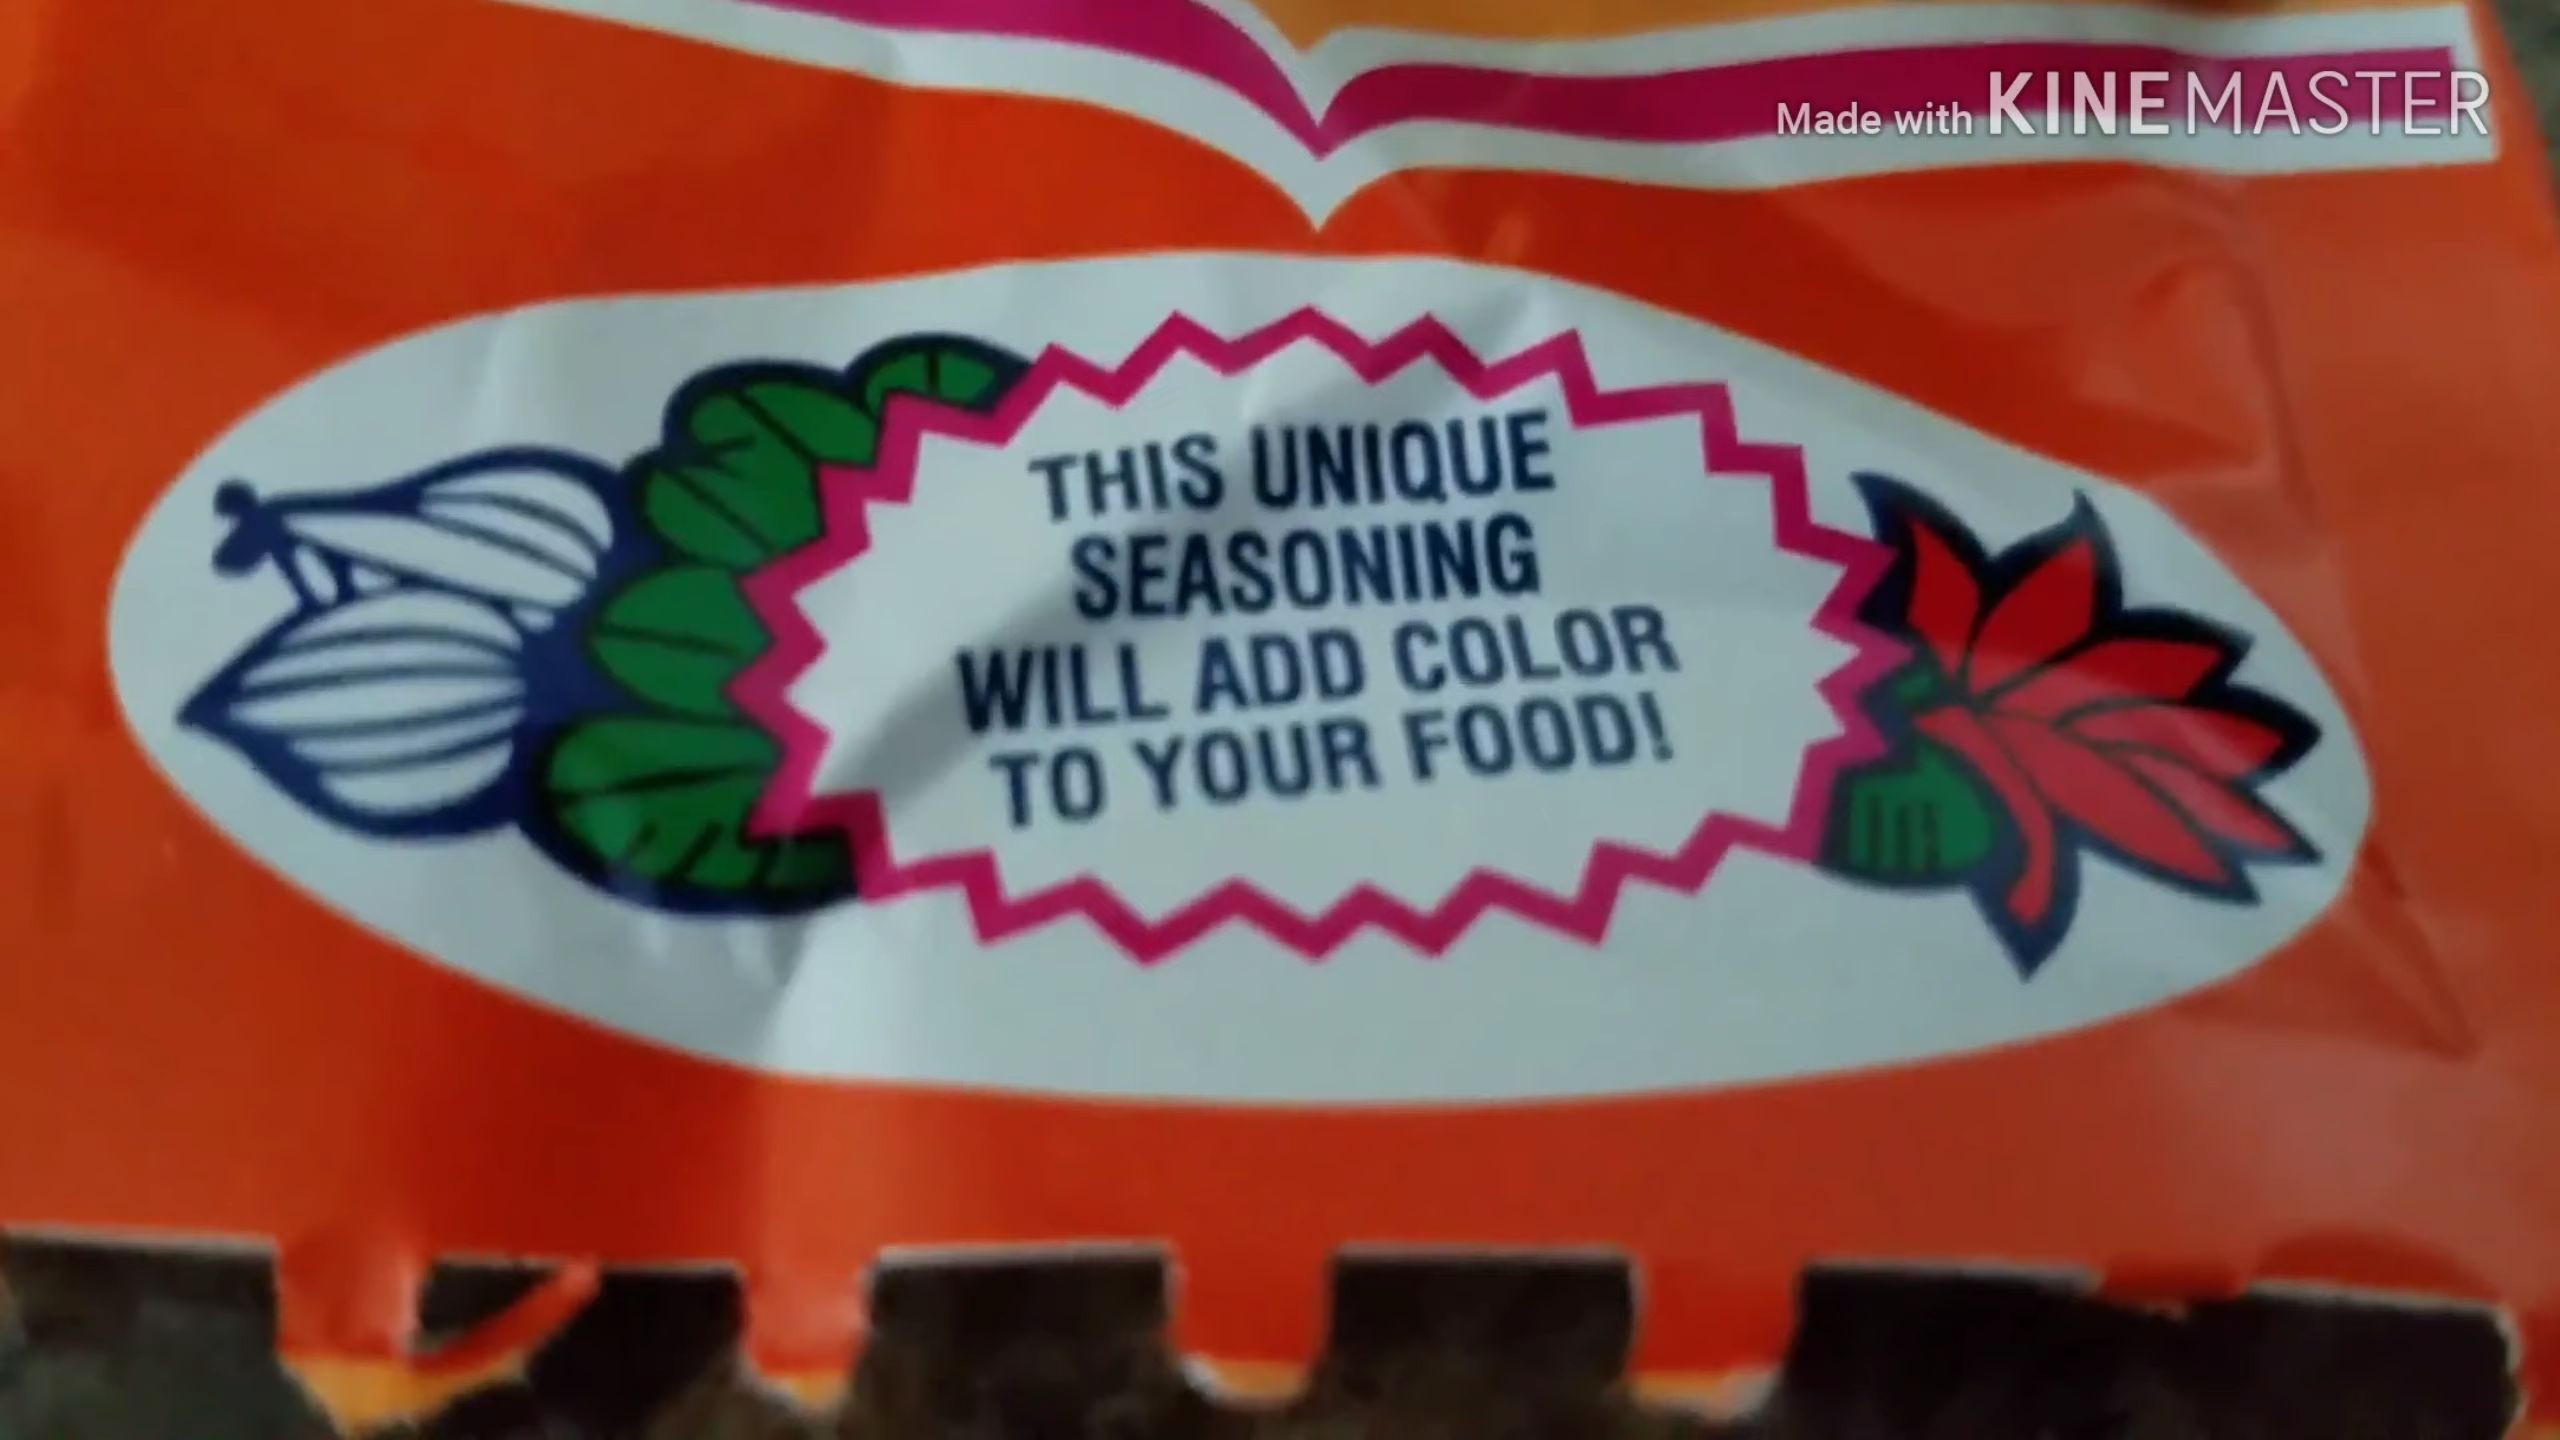 Made with KINEMASTER
THIS UNIQUE
SEASONING
WILL ADD COLOR
TO YOUR FOOD!